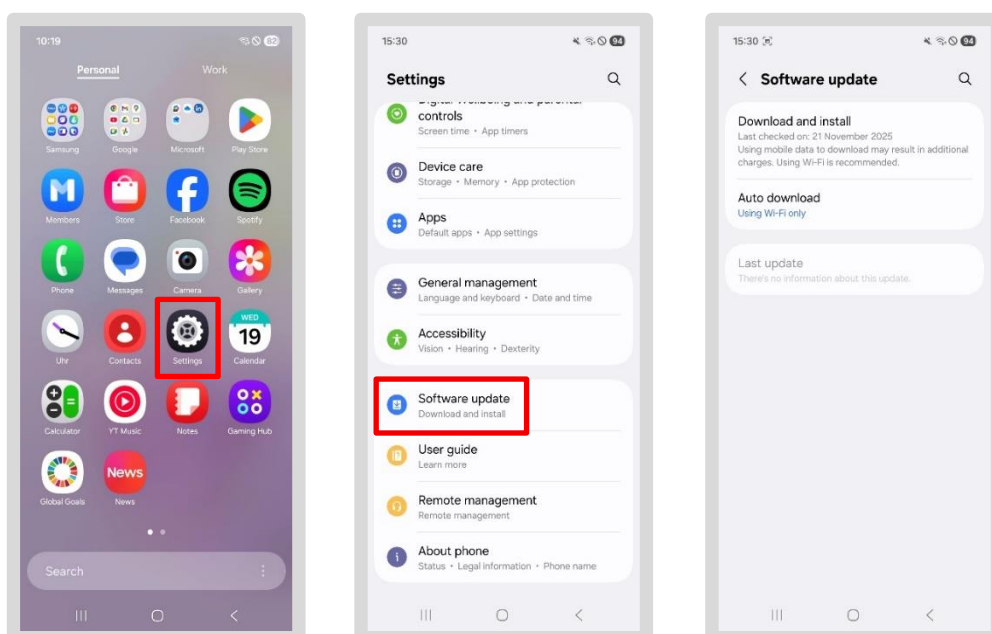 10:19
82
Personal Work
Samsung Google Microsoft Play Store
Members Store Facebook Spotify
Phone Messages Camera Gallery
WED
19
Uhr Contacts Settings Calendar
Calculator YT Music Notes Gaming Hub
News
Global Goals News
Search
15:30
94
Settings
Digital Wellbeing and parental
controls
Screen time • App timers
Device care
Storage • Memory • App protection
Apps
Default apps • App settings
General management
Language and keyboard • Date and time
Accessibility
Vision • Hearing • Dexterity
Software update
Download and install
User guide
Learn more
Remote management
Remote management
About phone
Status • Legal information • Phone name
15:30
94
Software update
Download and install
Last checked on: 21 November 2025
Using mobile data to download may result in additional
charges. Using Wi-Fi is recommended.
Auto download
Using Wi-Fi only
Last update
There's no information about this update.